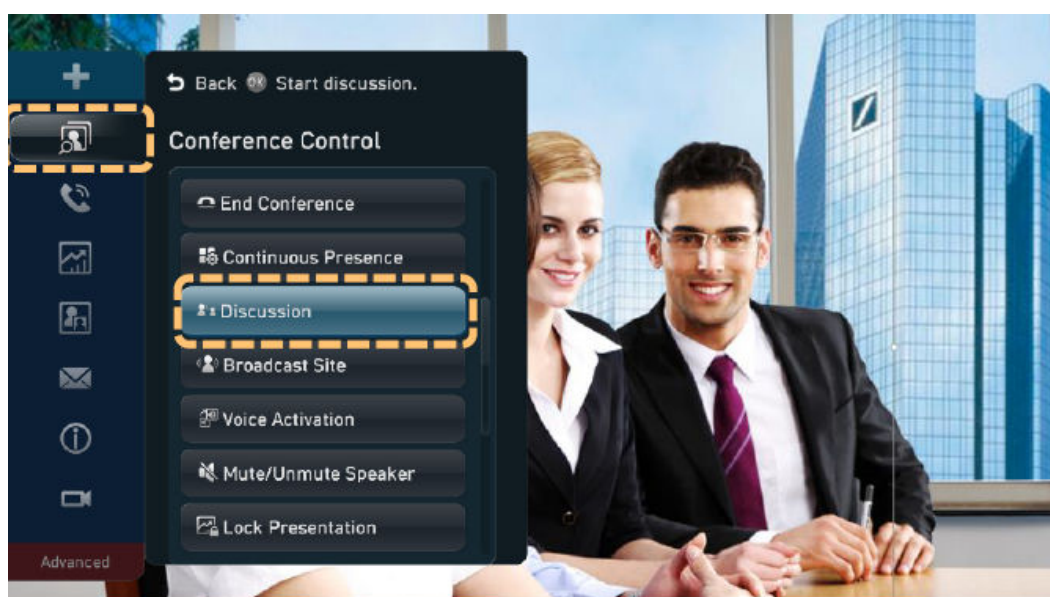 Back OK Start discussion.
Conference Control
End Conference
Continuous Presence
Discussion
Broadcast Site
Voice Activation
Mute/Unmute Speaker
Lock Presentation
Advanced